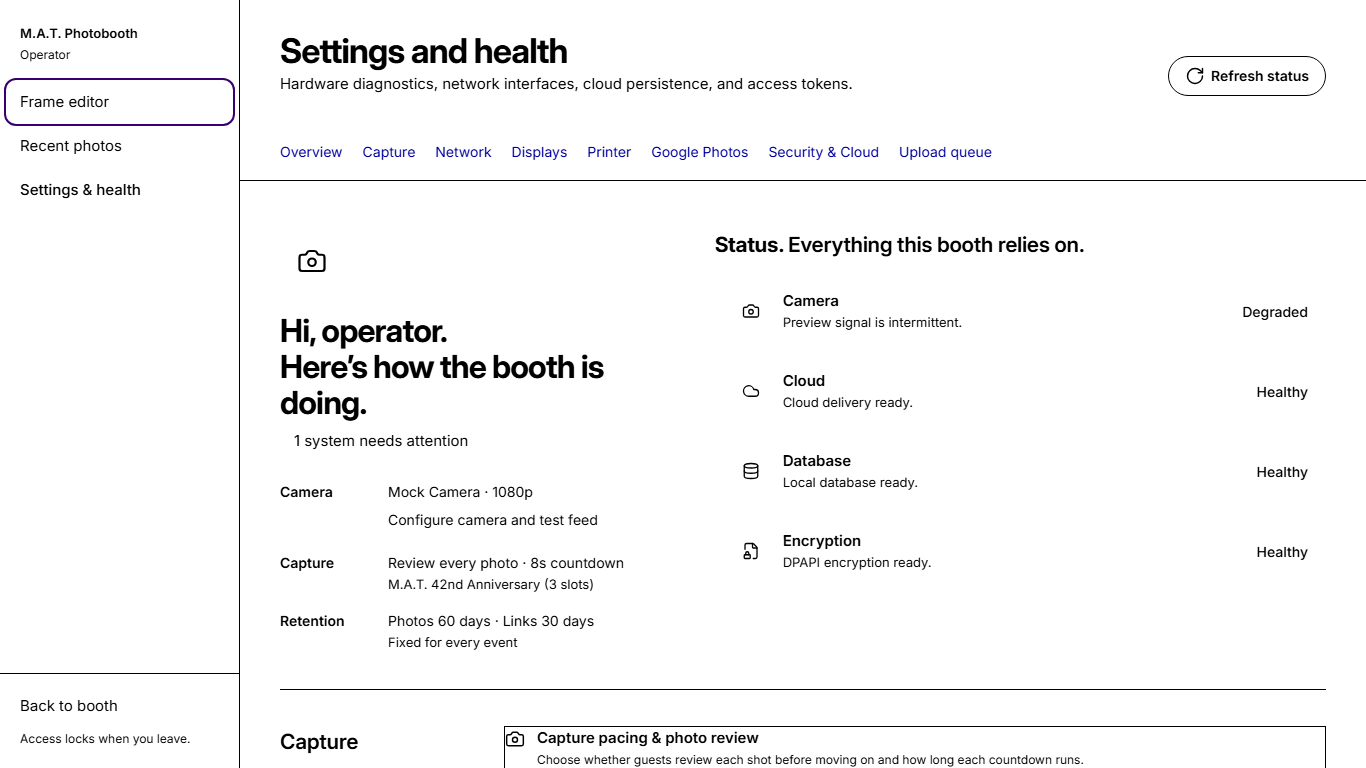 M.A.T. Photobooth
Operator
Frame editor
Recent photos
Settings & health
Back to booth
Access locks when you leave.
Settings and health
Hardware diagnostics, network interfaces, cloud persistence, and access tokens.
Refresh status
Overview Capture Network Displays Printer Google Photos Security & Cloud Upload queue
Hi, operator.
Here’s how the booth is
doing.
1 system needs attention
Camera Mock Camera · 1080p
Configure camera and test feed
Capture Review every photo · 8s countdown
M.A.T. 42nd Anniversary (3 slots)
Retention Photos 60 days · Links 30 days
Fixed for every event
Status. Everything this booth relies on.
Camera
Preview signal is intermittent.
Degraded
Cloud
Cloud delivery ready.
Healthy
Database
Local database ready.
Healthy
Encryption
DPAPI encryption ready.
Healthy
Capture
Capture pacing & photo review
Choose whether guests review each shot before moving on and how long each countdown runs.